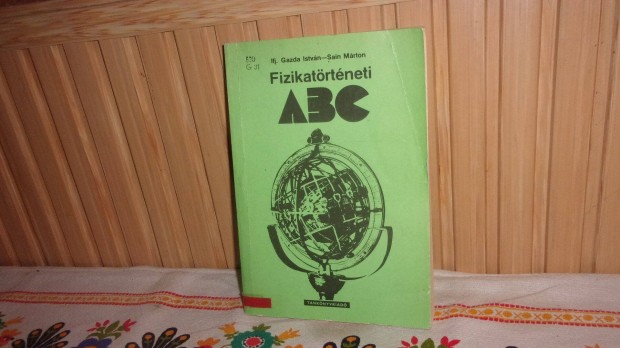 Ifj. Gazda István—Sain Márton
Fizikatörténeti
ABC
TANKÖNYVKIADÓ